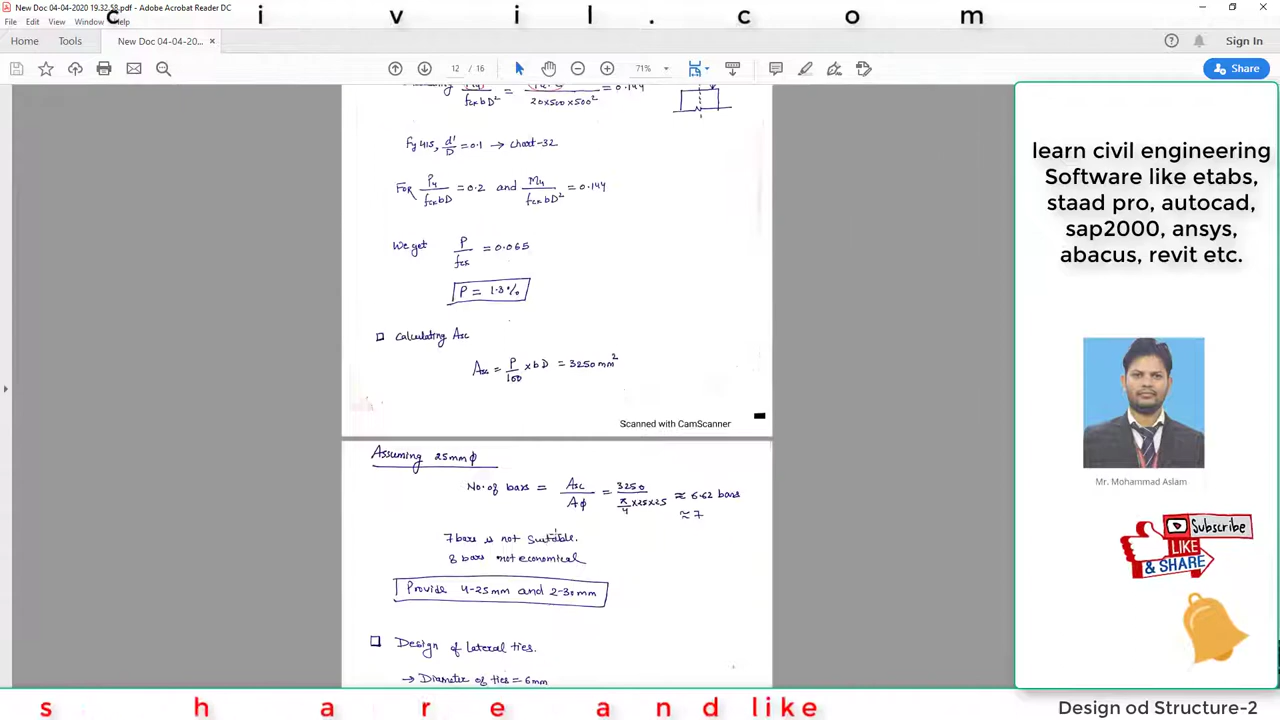 New Doc 04-04-2020 19.32.58.pdf - Adobe Acrobat Reader DC
c i v i l . c o m
File Edit View Window Help
Home Tools New Doc 04-04-20... × Sign In
12 / 16 71% Share
fck bD² = 20×500×500² = 0.144
Fy 415, d'/D = 0.1 → chart-32
For Pu/fck bD = 0.2 and Mu/fck bD² = 0.144
We get P/fck = 0.065
P = 1.3%
Calculating Asc
Asc = P/100 × bD = 3250 mm²
Scanned with CamScanner
Assuming 25mm φ
No. of bars = Asc/Aφ = 3250/(π/4 ×25×25) ≈ 6.62 bars
≈ 7
7 bars is not Suitable.
8 bars not economical
Provide 4-25mm and 2-30mm
Design of lateral ties.
→ Diameter of ties = 6mm
learn civil engineering
Software like etabs,
staad pro, autocad,
sap2000, ansys,
abacus, revit etc.
Mr. Mohammad Aslam
Subscribe
LIKE
& SHARE
s h a r e a n d l i k e
Design od Structure-2